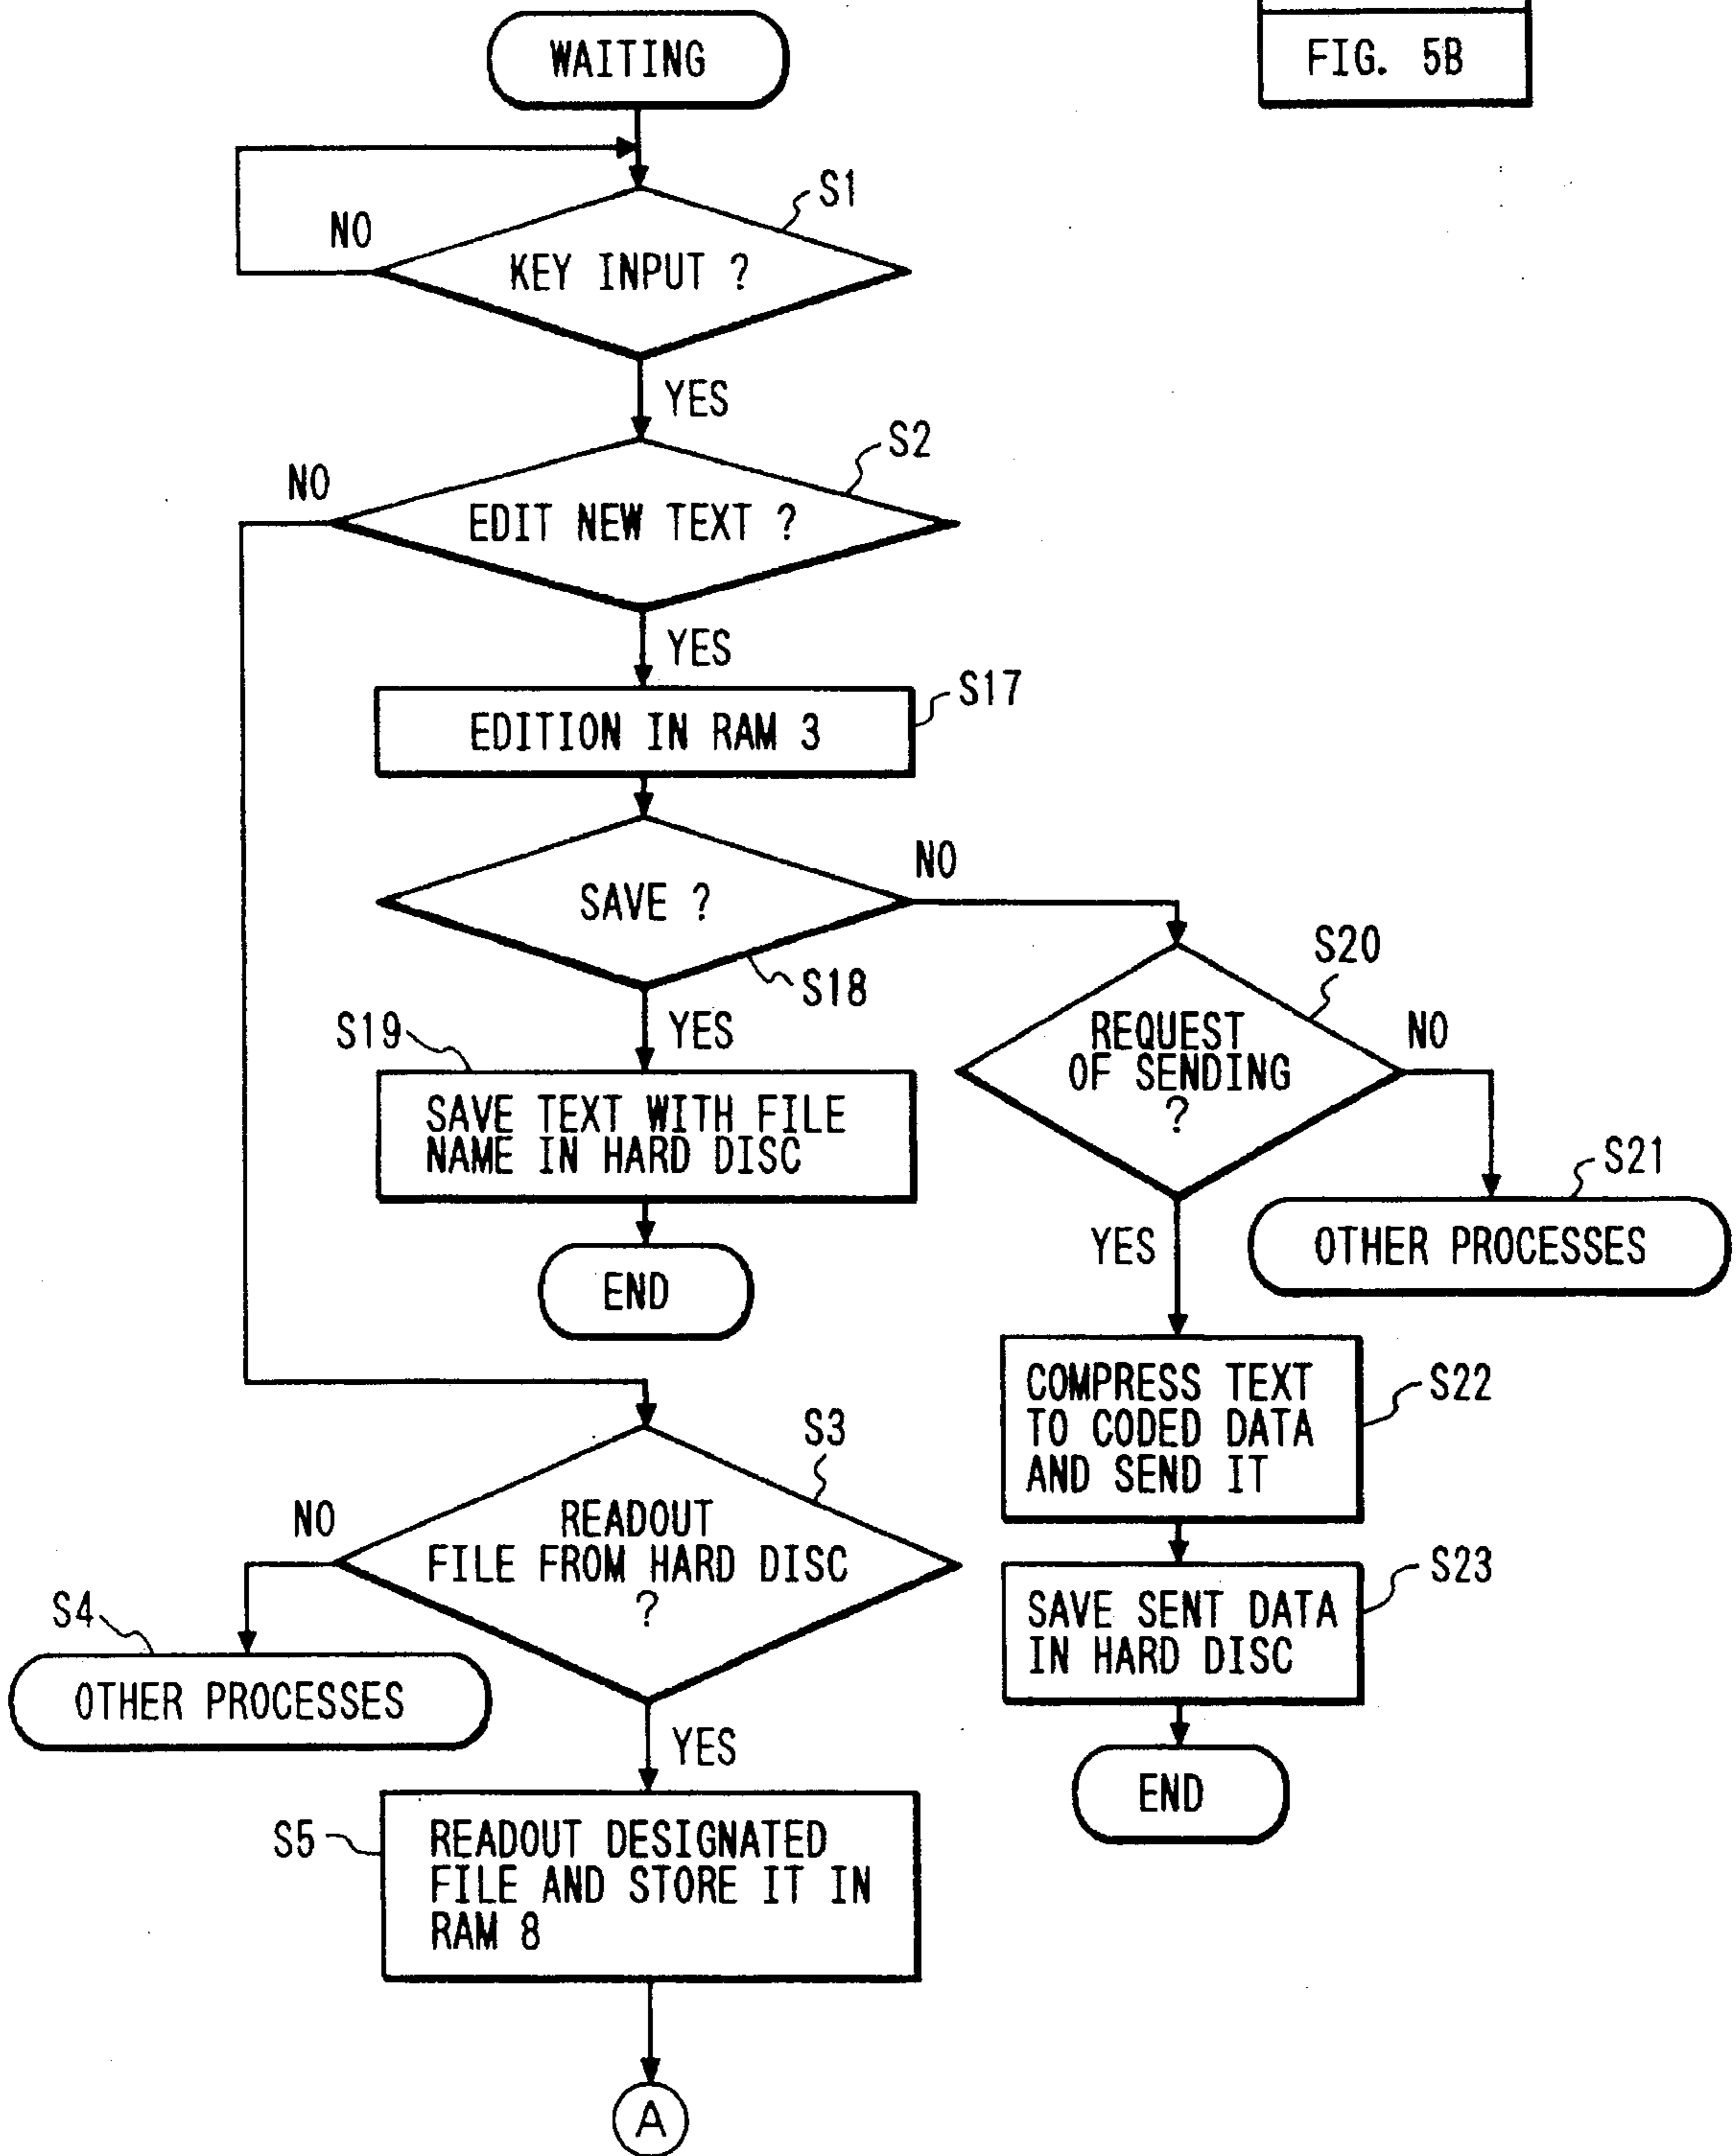 FIG. 5B
WAITING
S1
NO
KEY INPUT ?
YES
S2
NO
EDIT NEW TEXT ?
YES
S17
EDITION IN RAM 3
NO
SAVE ?
S18
S20
YES
S19
REQUEST
OF SENDING
?
NO
SAVE TEXT WITH FILE
NAME IN HARD DISC
S21
YES
OTHER PROCESSES
END
COMPRESS TEXT
TO CODED DATA
AND SEND IT
S22
S3
NO
READOUT
FILE FROM HARD DISC
?
S23
SAVE SENT DATA
IN HARD DISC
S4
OTHER PROCESSES
YES
END
S5
READOUT DESIGNATED
FILE AND STORE IT IN
RAM 8
A